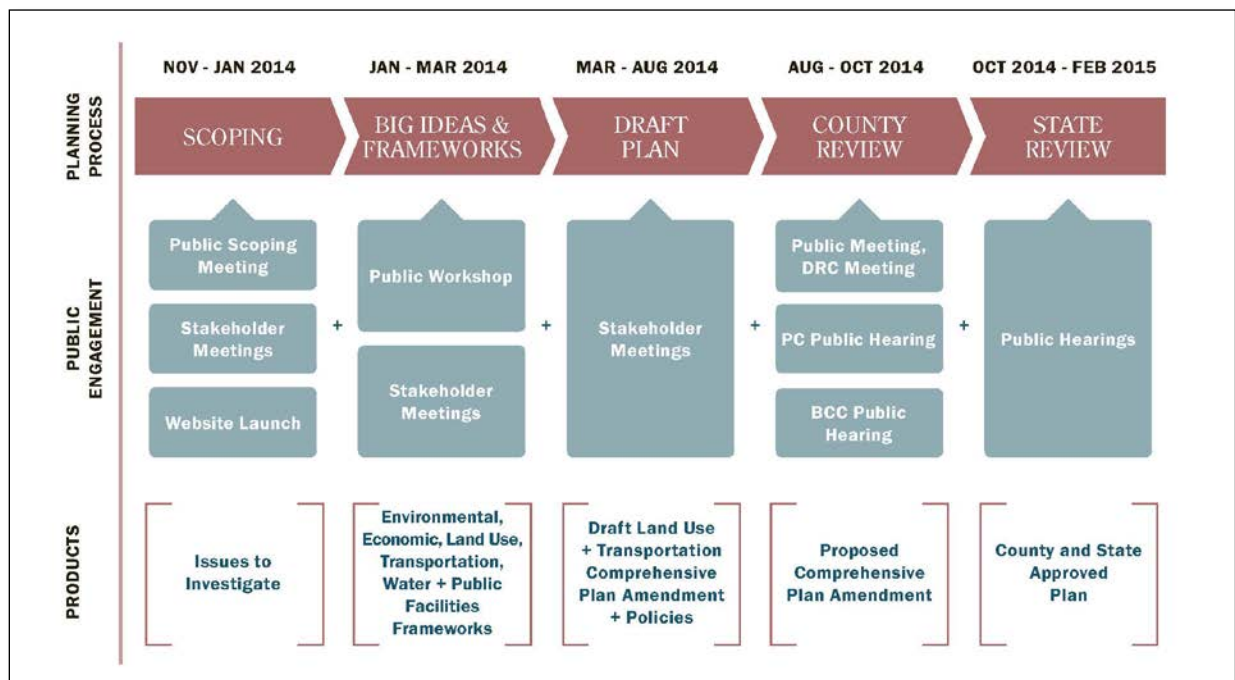 NOV - JAN 2014
JAN - MAR 2014
MAR - AUG 2014
AUG - OCT 2014
OCT 2014 - FEB 2015
PLANNING
PROCESS
SCOPING
BIG IDEAS &
FRAMEWORKS
DRAFT
PLAN
COUNTY
REVIEW
STATE
REVIEW
PUBLIC
ENGAGEMENT
Public Scoping
Meeting
Stakeholder
Meetings
Website Launch
+
Public Workshop
Stakeholder
Meetings
+
Stakeholder
Meetings
+
Public Meeting,
DRC Meeting
PC Public Hearing
BCC Public
Hearing
+
Public Hearings
PRODUCTS
Issues to
Investigate
Environmental,
Economic, Land Use,
Transportation,
Water + Public
Facilities
Frameworks
Draft Land Use
+ Transportation
Comprehensive
Plan Amendment
+ Policies
Proposed
Comprehensive
Plan Amendment
County and State
Approved
Plan